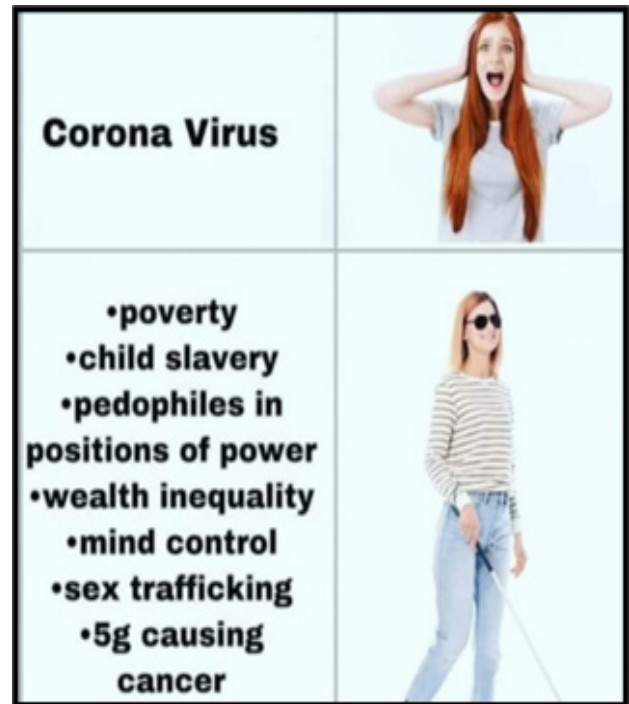 Corona Virus
•poverty
•child slavery
•pedophiles in
positions of power
•wealth inequality
•mind control
•sex trafficking
•5g causing
cancer